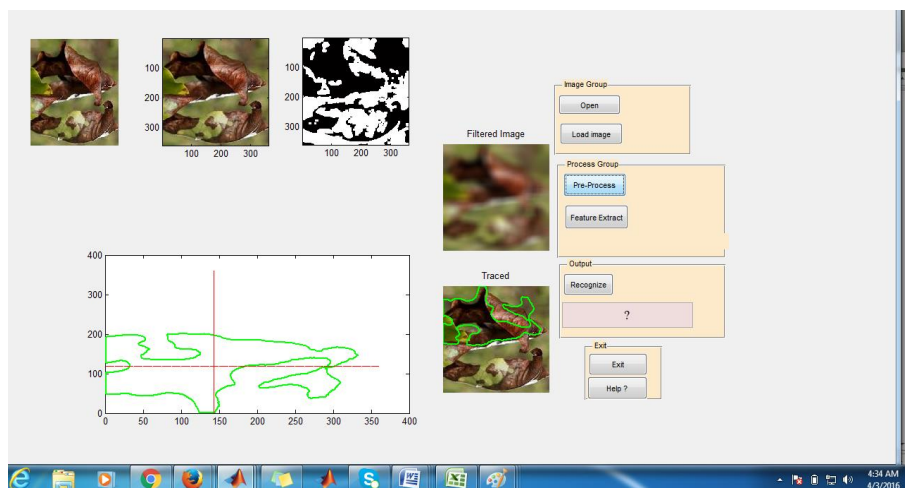 100
200
300
100 200 300
100
200
300
100 200 300
Image Group
Open
Load image
Filtered Image
Process Group
Pre-Process
Feature Extract
Output
Recognize
?
Traced
Exit
Exit
Help ?
400
300
200
100
0
0 50 100 150 200 250 300 350 400
4:34 AM
4/3/2016